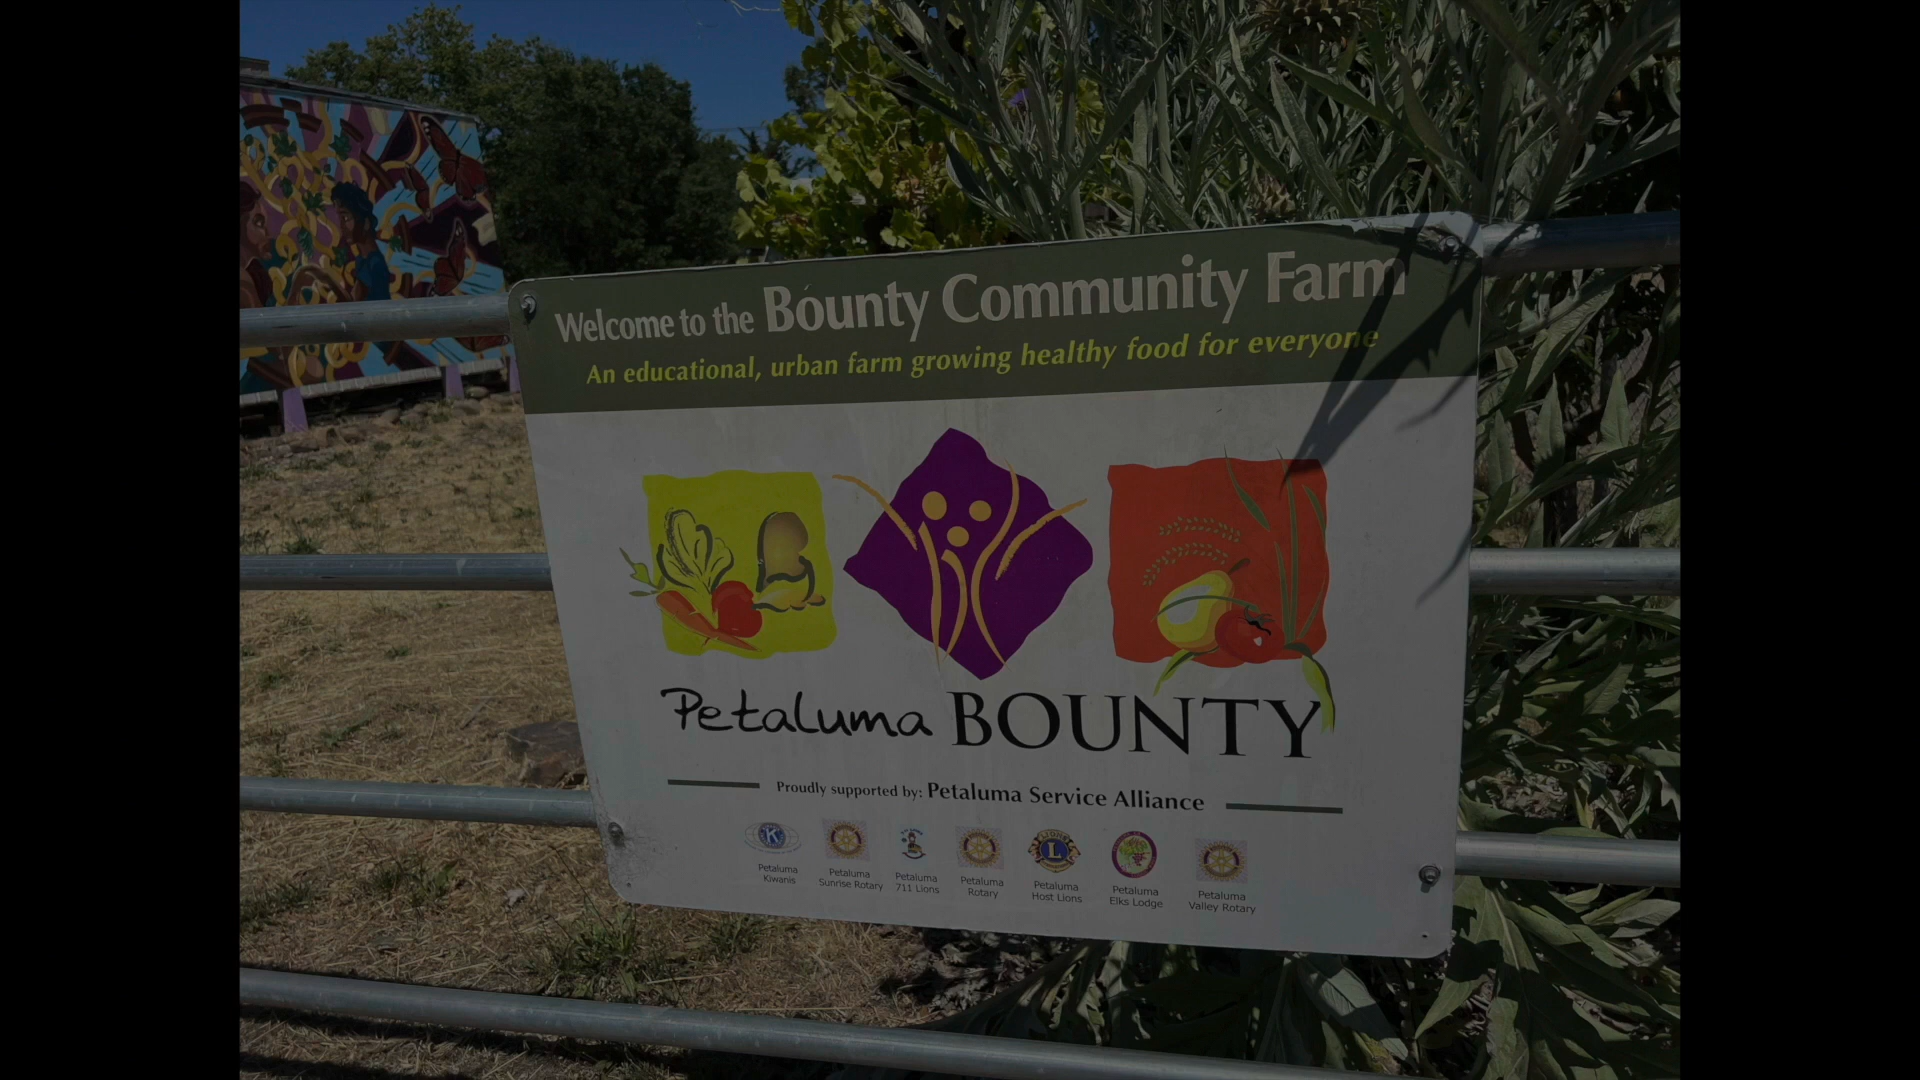 Welcome to the Bounty Community Farm
An educational, urban farm growing healthy food for everyone
Petaluma BOUNTY
Proudly supported by: Petaluma Service Alliance
K
L
Petaluma
Kiwanis
Petaluma
Sunrise Rotary
Petaluma
711 Lions
Petaluma
Rotary
Petaluma
Host Lions
Petaluma
Elks Lodge
Petaluma
Valley Rotary